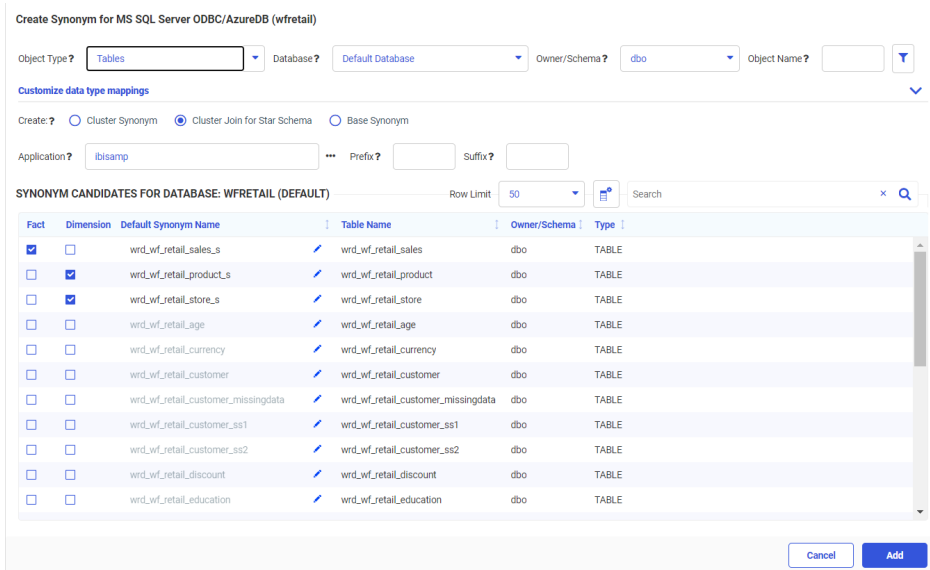 Create Synonym for MS SQL Server ODBC/AzureDB (wfretail)
Object Type? Tables Database? Default Database Owner/Schema? dbo Object Name?
Customize data type mappings
Create: ? Cluster Synonym Cluster Join for Star Schema Base Synonym
Application? ibisamp ••• Prefix? Suffix?
SYNONYM CANDIDATES FOR DATABASE: WFRETAIL (DEFAULT) Row Limit 50 Search
Fact Dimension Default Synonym Name Table Name Owner/Schema Type
wrd_wf_retail_sales_s wrd_wf_retail_sales dbo TABLE
wrd_wf_retail_product_s wrd_wf_retail_product dbo TABLE
wrd_wf_retail_store_s wrd_wf_retail_store dbo TABLE
wrd_wf_retail_age wrd_wf_retail_age dbo TABLE
wrd_wf_retail_currency wrd_wf_retail_currency dbo TABLE
wrd_wf_retail_customer wrd_wf_retail_customer dbo TABLE
wrd_wf_retail_customer_missingdata wrd_wf_retail_customer_missingdata dbo TABLE
wrd_wf_retail_customer_ss1 wrd_wf_retail_customer_ss1 dbo TABLE
wrd_wf_retail_customer_ss2 wrd_wf_retail_customer_ss2 dbo TABLE
wrd_wf_retail_discount wrd_wf_retail_discount dbo TABLE
wrd_wf_retail_education wrd_wf_retail_education dbo TABLE
Cancel Add